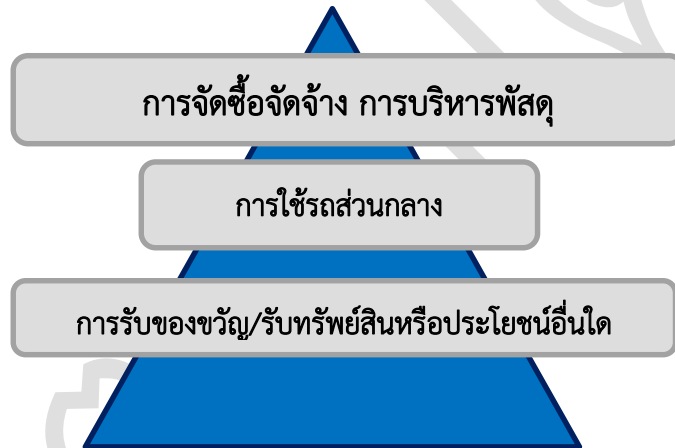 การจัดซื้อจัดจ้าง การบริหารพัสดุ
การใช้รถส่วนกลาง
การรับของขวัญ/รับทรัพย์สินหรือประโยชน์อื่นใด